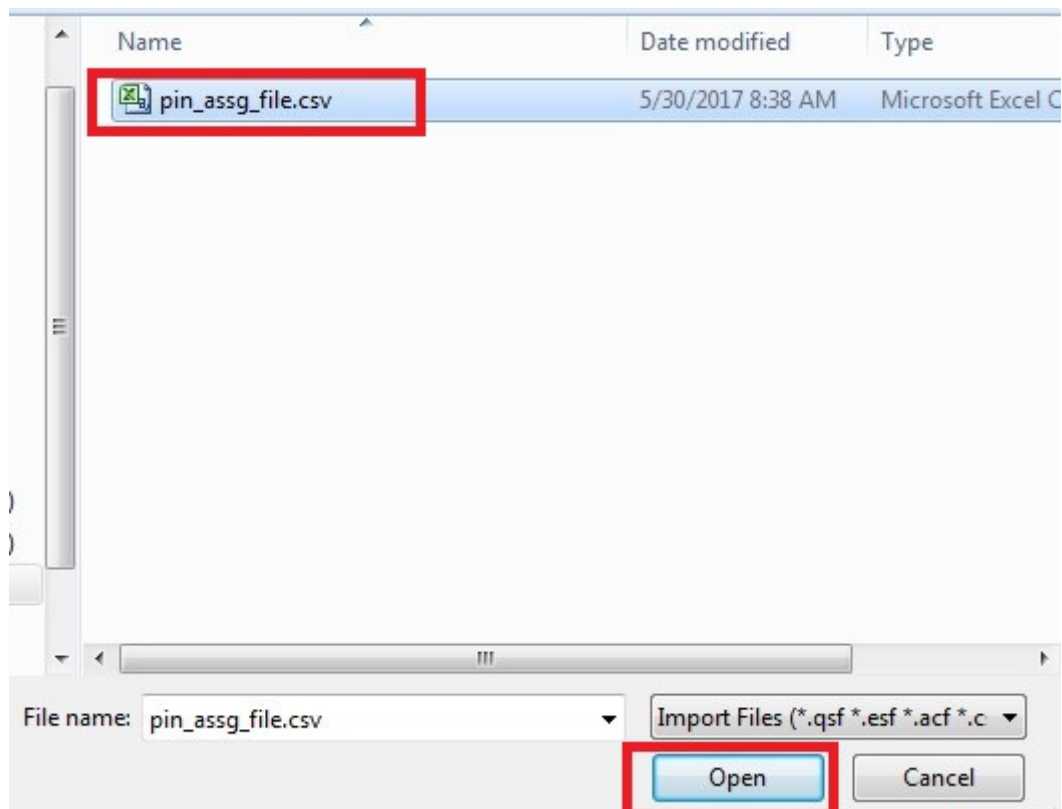 Name Date modified Type
pin_assg_file.csv 5/30/2017 8:38 AM Microsoft Excel C
)
)
File name: pin_assg_file.csv Import Files (*.qsf *.esf *.acf *.c
Open Cancel